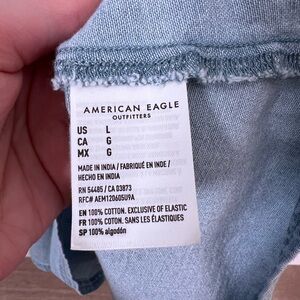 AMERICAN EAGLE
OUTFITTERS
US L
CA G
MX G
MADE IN INDIA / FABRIQUÉ EN INDE /
HECHO EN INDIA
RN 54485 / CA 03873
RFC# AEM120605U9A
EN 100% COTTON. EXCLUSIVE OF ELASTIC
FR 100% COTON. SANS LES ÉLASTIQUES
SP 100% algodón